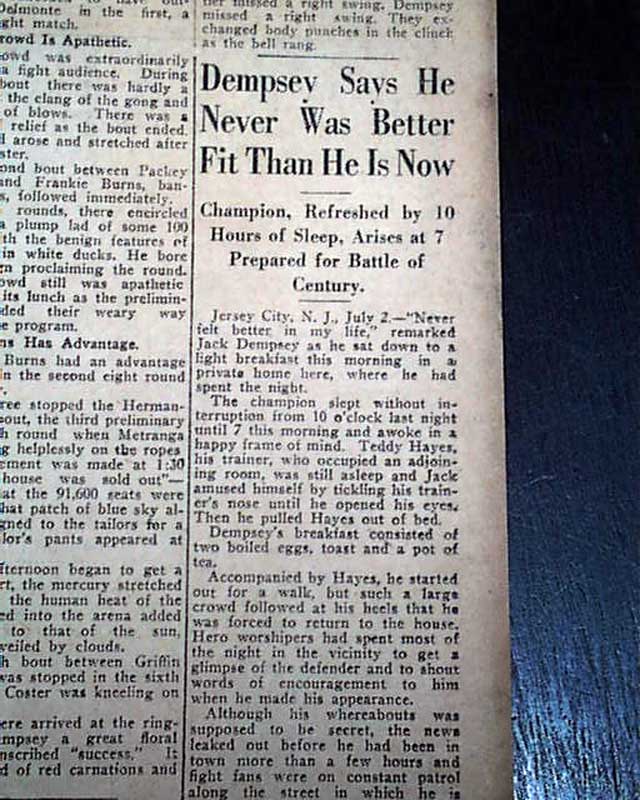 Delmonte in the first, a
ght match.
rowd Is Apathetic.
owd was extraordinarily
a fight audience. During
bout there was hardly a
the clang of the gong and
of blows. There was a
relief as the bout ended.
l arose and stretched after
ster.
ond bout between Packey
and Frankie Burns, ban-
s, followed immediately.
rounds, there encircled
a plump lad of some 100
th the benign features of
in white ducks. He bore
n proclaiming the round.
owd still was apathetic
its lunch as the prelimin-
ded their weary way
e program.
ns Has Advantage.
Burns had an advantage
n the second eight round
ree stopped the Herman-
bout, the third preliminary
h round when Metranga
g helplessly on the ropes
ement was made at 1:30
house was sold out"—
at the 91,600 seats were
hat patch of blue sky al-
gned to the tailors for a
lor's pants appeared at
fternoon began to get a
rt, the mercury stretched
the human heat of the
ed into the arena added
to that of the sun,
veiled by clouds.
h bout between Griffin
was stopped in the sixth
Coster was kneeling on
ere arrived at the ring-
mpsey a great floral
nscribed "success." It
d of red carnations and
ner missed a right swing. Dempsey
missed a right swing. They ex-
changed body punches in the clinch
as the bell rang.
Dempsey Says He
Never Was Better
Fit Than He Is Now
Champion, Refreshed by 10
Hours of Sleep, Arises at 7
Prepared for Battle of
Century.
Jersey City, N. J., July 2.—"Never
felt better in my life," remarked
Jack Dempsey as he sat down to a
light breakfast this morning in a
private home here, where he had
spent the night.
The champion slept without in-
terruption from 10 o'clock last night
until 7 this morning and awoke in a
happy frame of mind. Teddy Hayes,
his trainer, who occupied an adjoin-
ing room, was still asleep and Jack
amused himself by tickling his train-
er's nose until he opened his eyes.
Then he pulled Hayes out of bed.
Dempsey's breakfast consisted of
two boiled eggs, toast and a pot of
tea.
Accompanied by Hayes, he started
out for a walk, but such a large
crowd followed at his heels that he
was forced to return to the house.
Hero worshipers had spent most of
the night in the vicinity to get a
glimpse of the defender and to shout
words of encouragement to him
when he made his appearance.
Although his whereabouts was
supposed to be secret, the news
leaked out before he had been in
town more than a few hours and
fight fans were on constant patrol
along the street in which he is